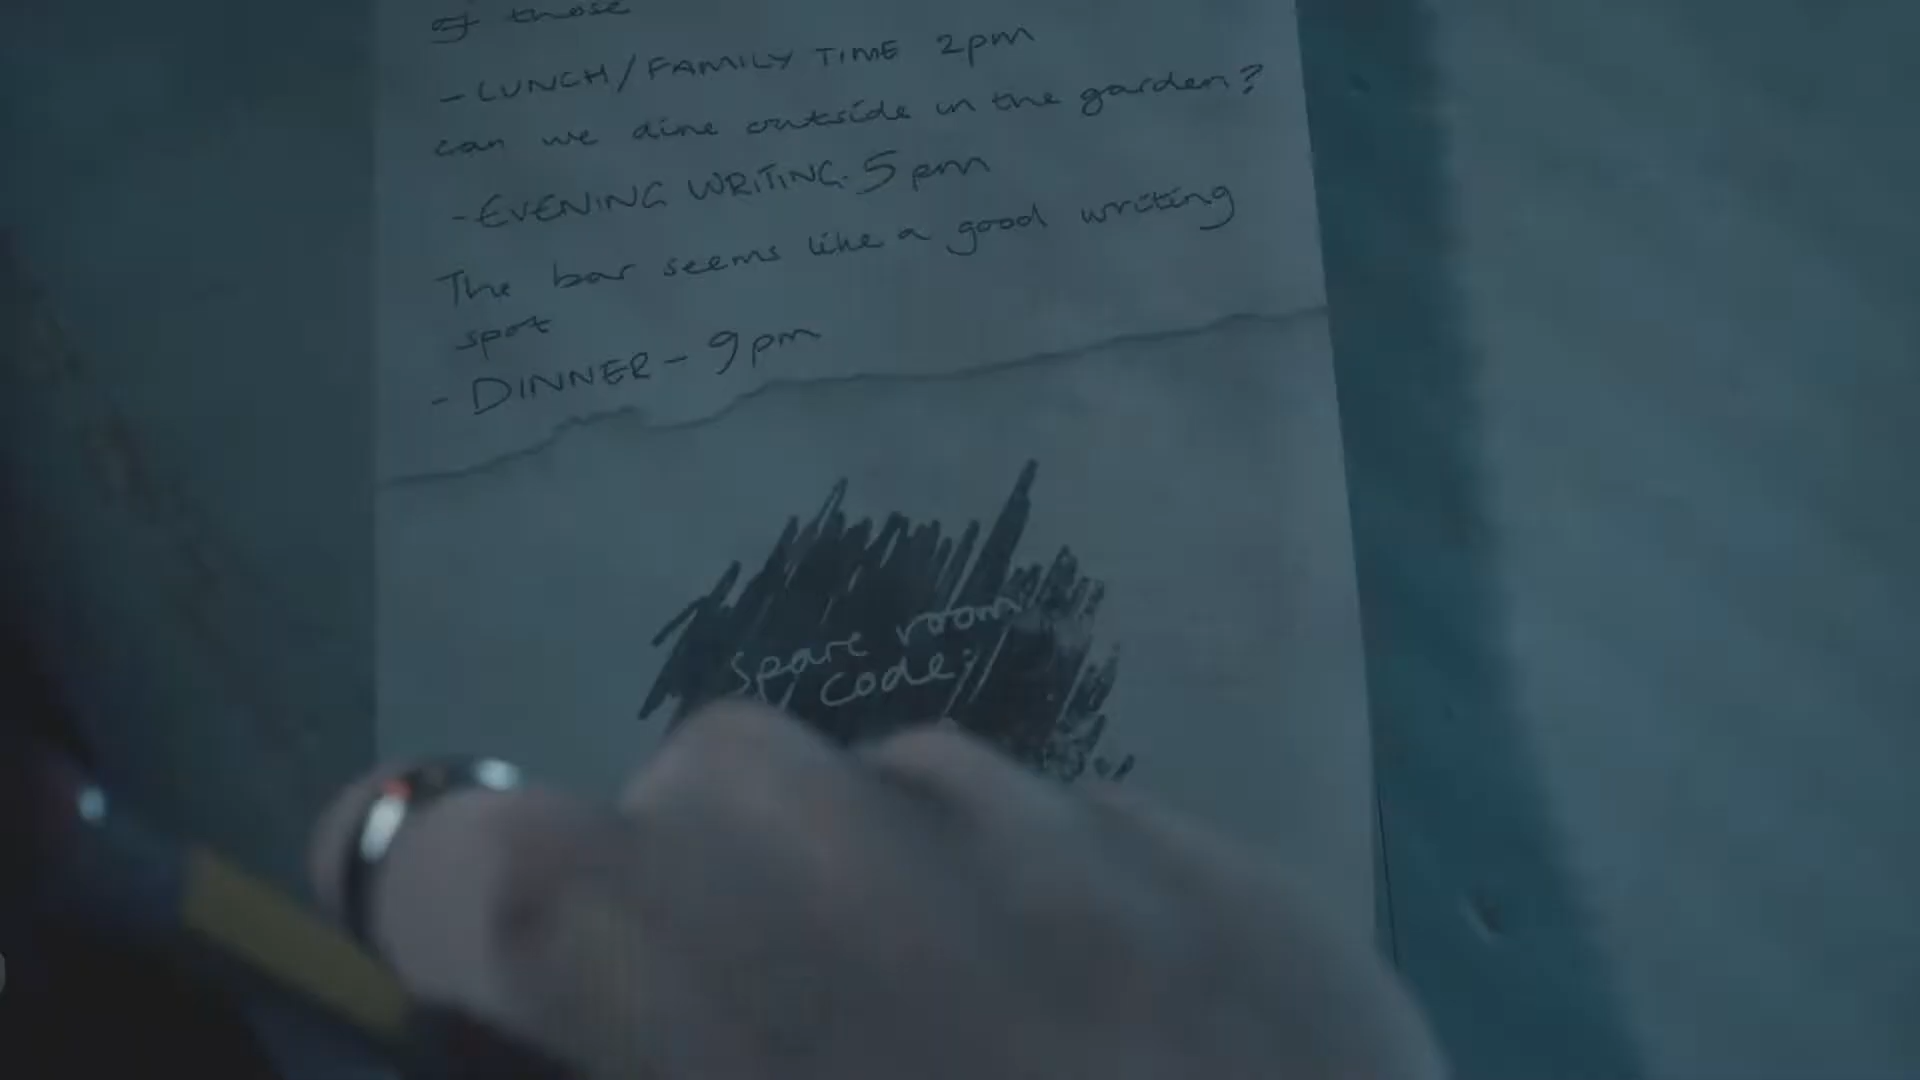 of those
- LUNCH/FAMILY TIME 2pm
can we dine outside in the garden?
- EVENING WRITING. 5pm
The bar seems like a good writing
spot
- DINNER - 9pm
Spare room
code: